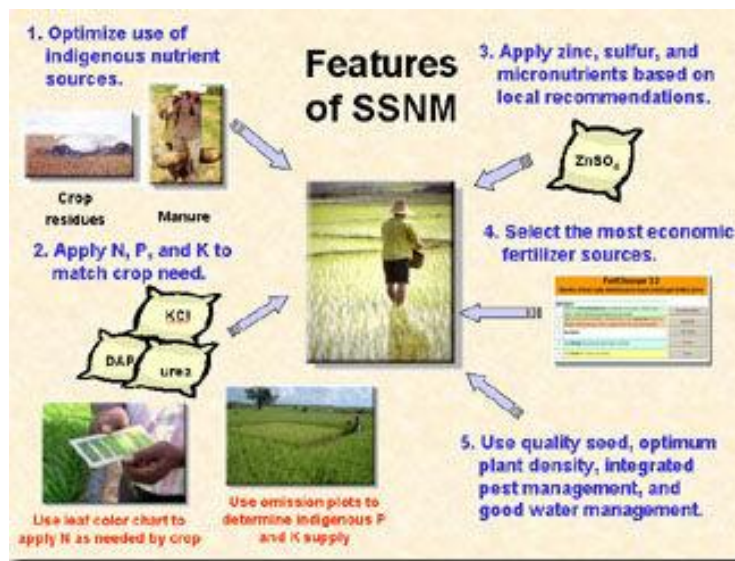 Features
of SSNM
1. Optimize use of
indigenous nutrient
sources.
Crop
residues
Manure
2. Apply N, P, and K to
match crop need.
KCl
DAP
urea
Use leaf color chart to
apply N as needed by crop
Use omission plots to
determine indigenous P
and K supply
3. Apply zinc, sulfur, and
micronutrients based on
local recommendations.
ZnSO4
4. Select the most economic
fertilizer sources.
5. Use quality seed, optimum
plant density, integrated
pest management, and
good water management.